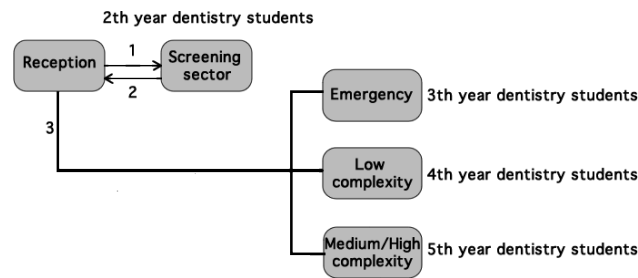 2th year dentistry students
Reception
1
2
Screening
sector
3
Emergency
3th year dentistry students
Low
complexity
4th year dentistry students
Medium/High
complexity
5th year dentistry students